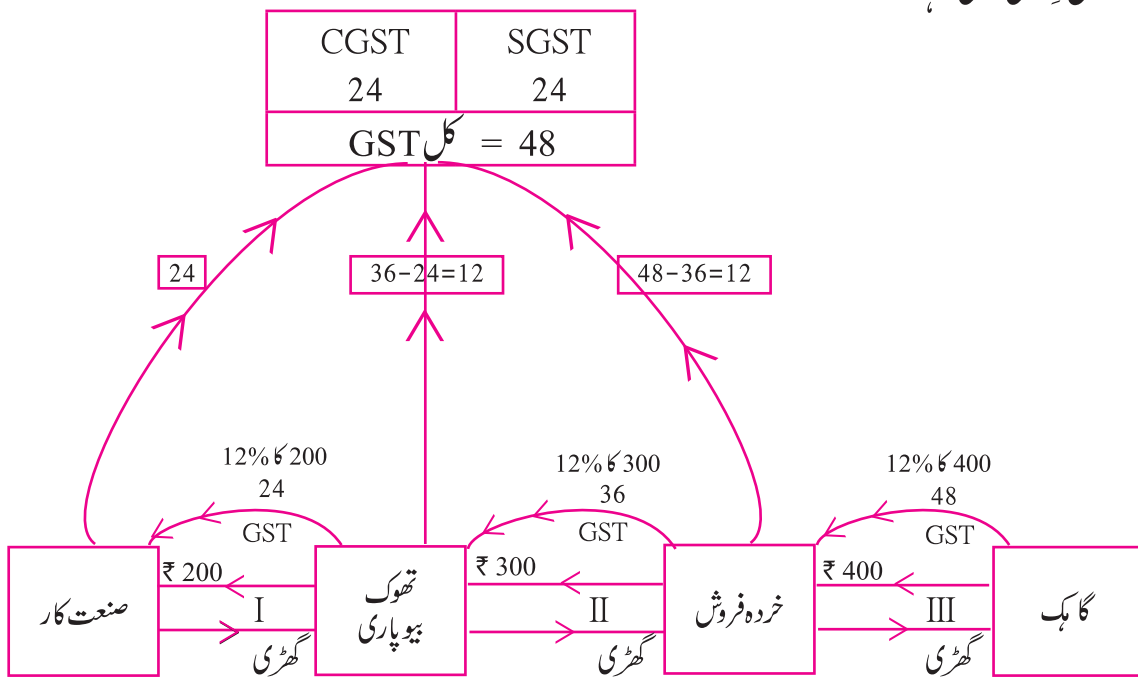 CGST
24
SGST
24
کل GST = 48
24
36-24=12
48-36=12
200 کا 12%
24
GST
300 کا 12%
36
GST
400 کا 12%
48
GST
صنعت کار
₹ 200
I
گھڑی
تھوک
بیوپاری
₹ 300
II
گھڑی
خردہ فروش
₹ 400
III
گھڑی
گاہک